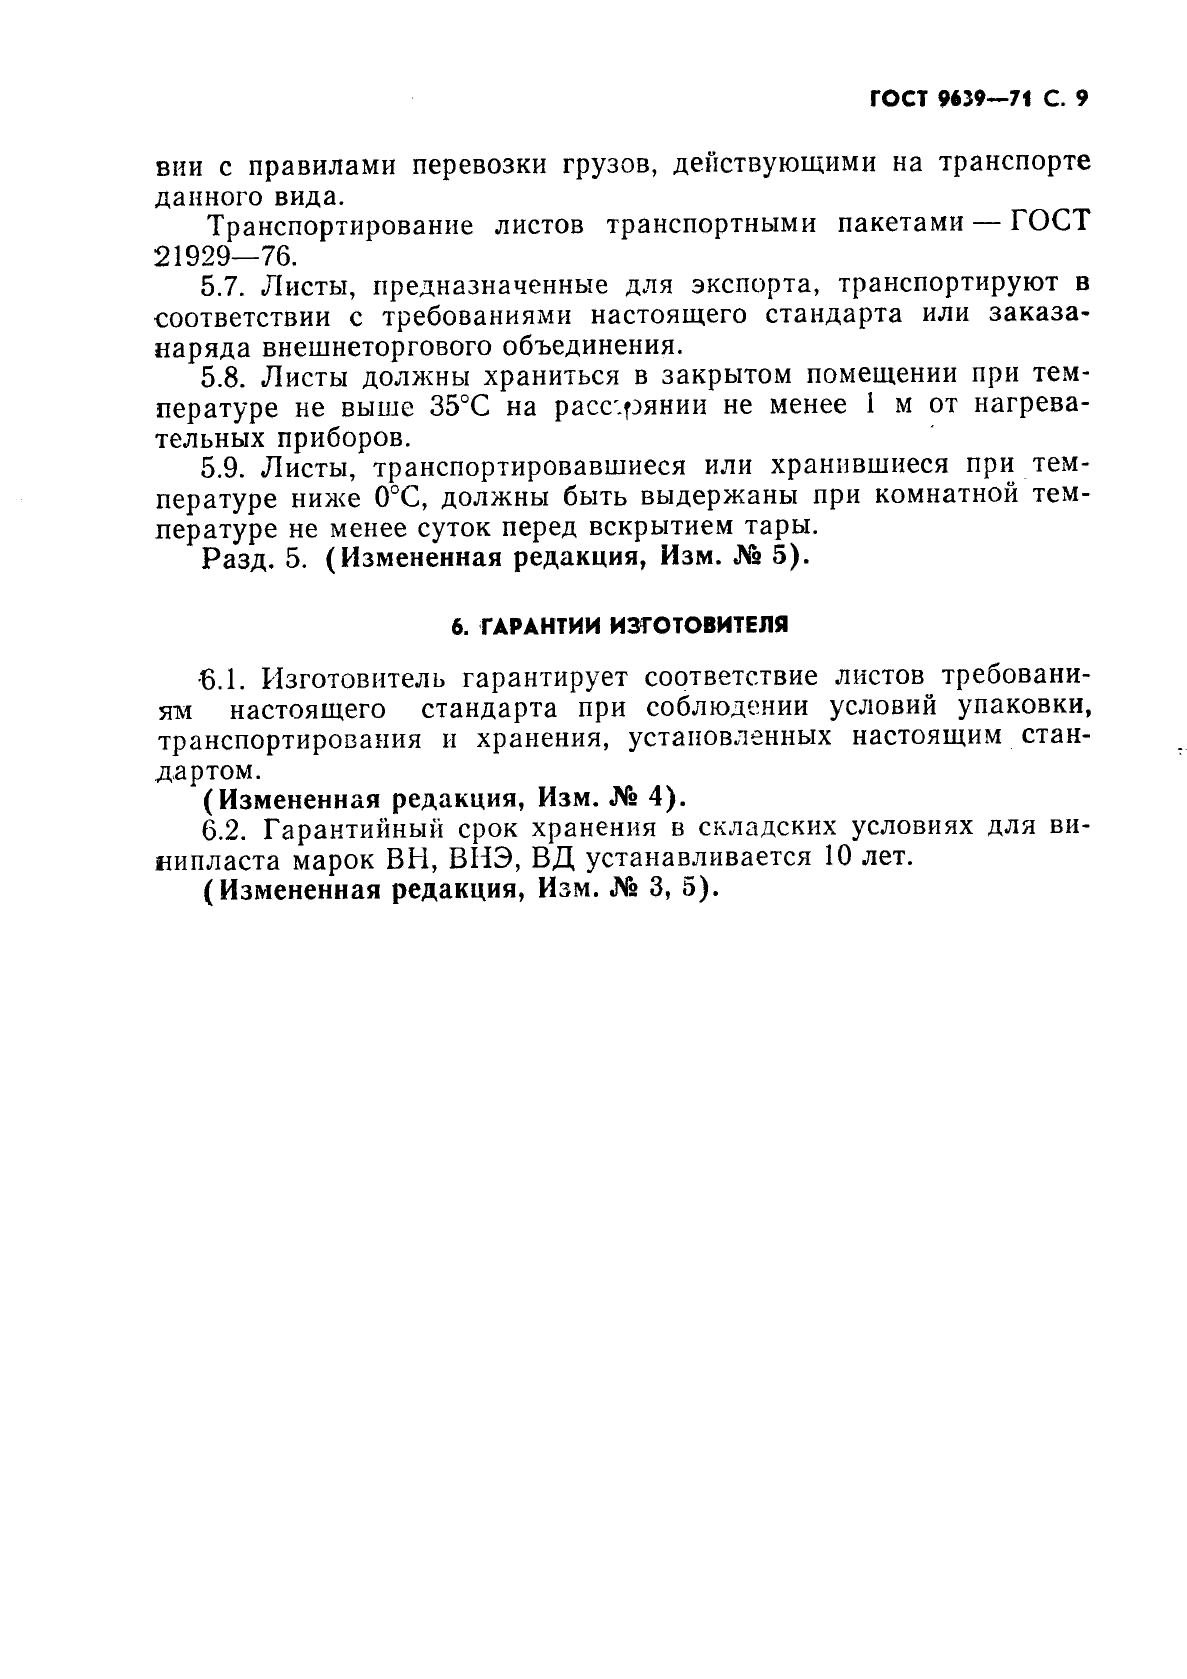 ГОСТ 9639—71 С. 9
вии с правилами перевозки грузов, действующими на транспорте
данного вида.
Транспортирование листов транспортными пакетами — ГОСТ
21929—76.
5.7. Листы, предназначенные для экспорта, транспортируют в
соответствии с требованиями настоящего стандарта или заказа-
наряда внешнеторгового объединения.
5.8. Листы должны храниться в закрытом помещении при тем-
пературе не выше 35°С на расстоянии не менее 1 м от нагрева-
тельных приборов.
5.9. Листы, транспортировавшиеся или хранившиеся при тем-
пературе ниже 0°С, должны быть выдержаны при комнатной тем-
пературе не менее суток перед вскрытием тары.
Разд. 5. (Измененная редакция, Изм. № 5).
6. ГАРАНТИИ ИЗГОТОВИТЕЛЯ
6.1. Изготовитель гарантирует соответствие листов требовани-
ям настоящего стандарта при соблюдении условий упаковки,
транспортирования и хранения, установленных настоящим стан-
дартом.
(Измененная редакция, Изм. № 4).
6.2. Гарантийный срок хранения в складских условиях для ви-
нипласта марок ВН, ВНЭ, ВД устанавливается 10 лет.
(Измененная редакция, Изм. № 3, 5).